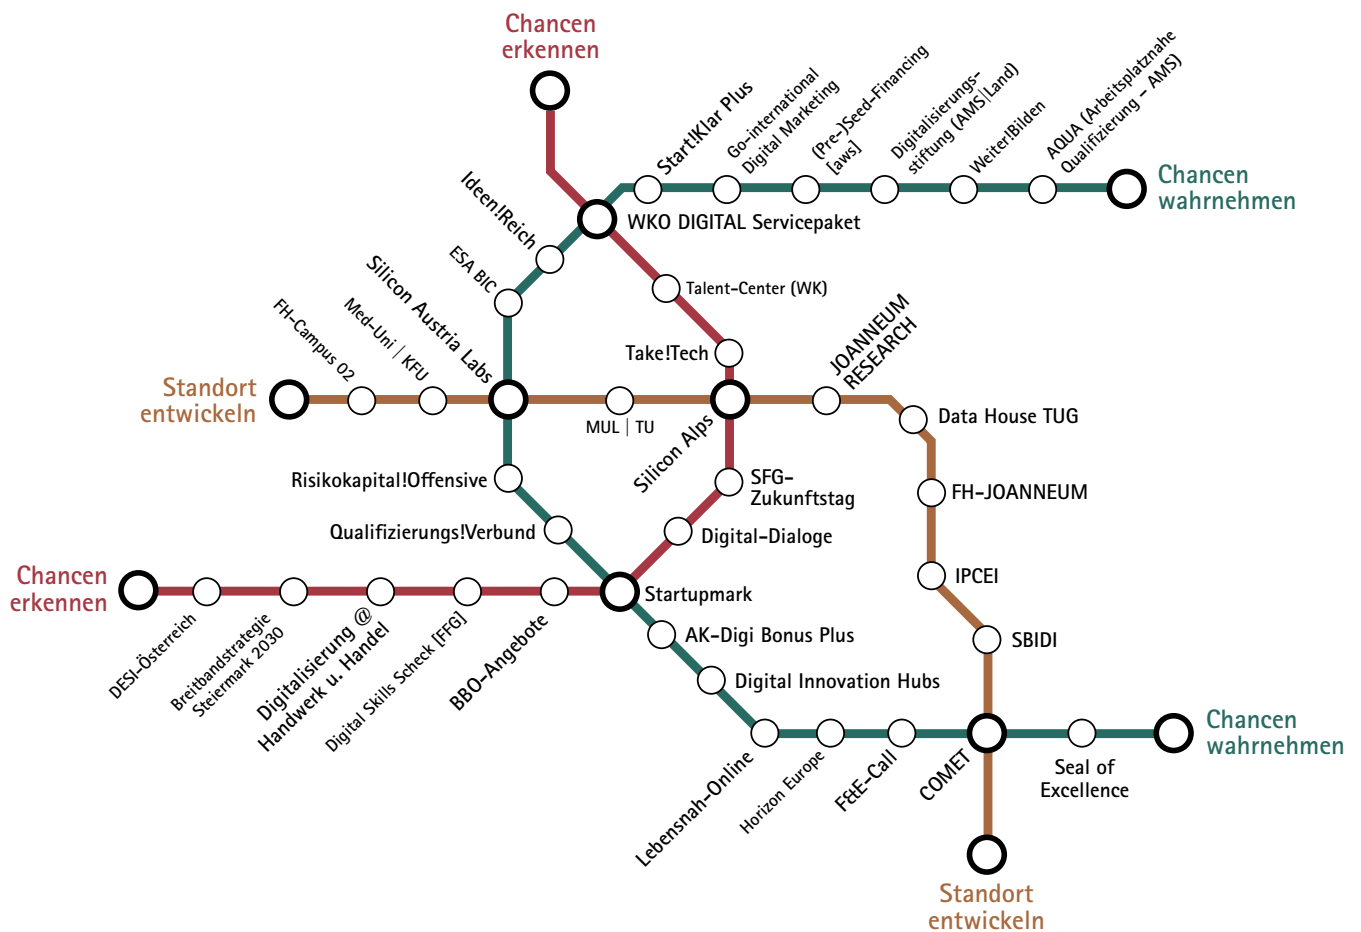 Chancen
erkennen
Start!Klar Plus
Go-international
Digital Marketing
(Pre-)Seed-Financing
[aws]
Digitalisierungs-
stiftung (AMS|Land)
Weiter!Bilden
AQUA (Arbeitsplatznahe
Qualifizierung - AMS)
Chancen
wahrnehmen
WKO DIGITAL Servicepaket
Ideen!Reich
ESA BIC
Talent-Center (WK)
Take!Tech
Standort
entwickeln
FH-Campus 02
Med-Uni | KFU
Silicon Austria Labs
MUL | TU
Silicon Alps
JOANNEUM
RESEARCH
Data House TUG
FH-JOANNEUM
IPCEI
SBIDI
Risikokapital!Offensive
Qualifizierungs!Verbund
SFG-
Zukunftstag
Digital-Dialoge
Chancen
erkennen
DESI-Österreich
Breitbandstrategie
Steiermark 2030
Digitalisierung @
Handwerk u. Handel
Digital Skills Scheck [FFG]
BBO-Angebote
Startupmark
AK-Digi Bonus Plus
Digital Innovation Hubs
Lebensnah-Online
Horizon Europe
F&E-Call
COMET
Seal of
Excellence
Chancen
wahrnehmen
Standort
entwickeln